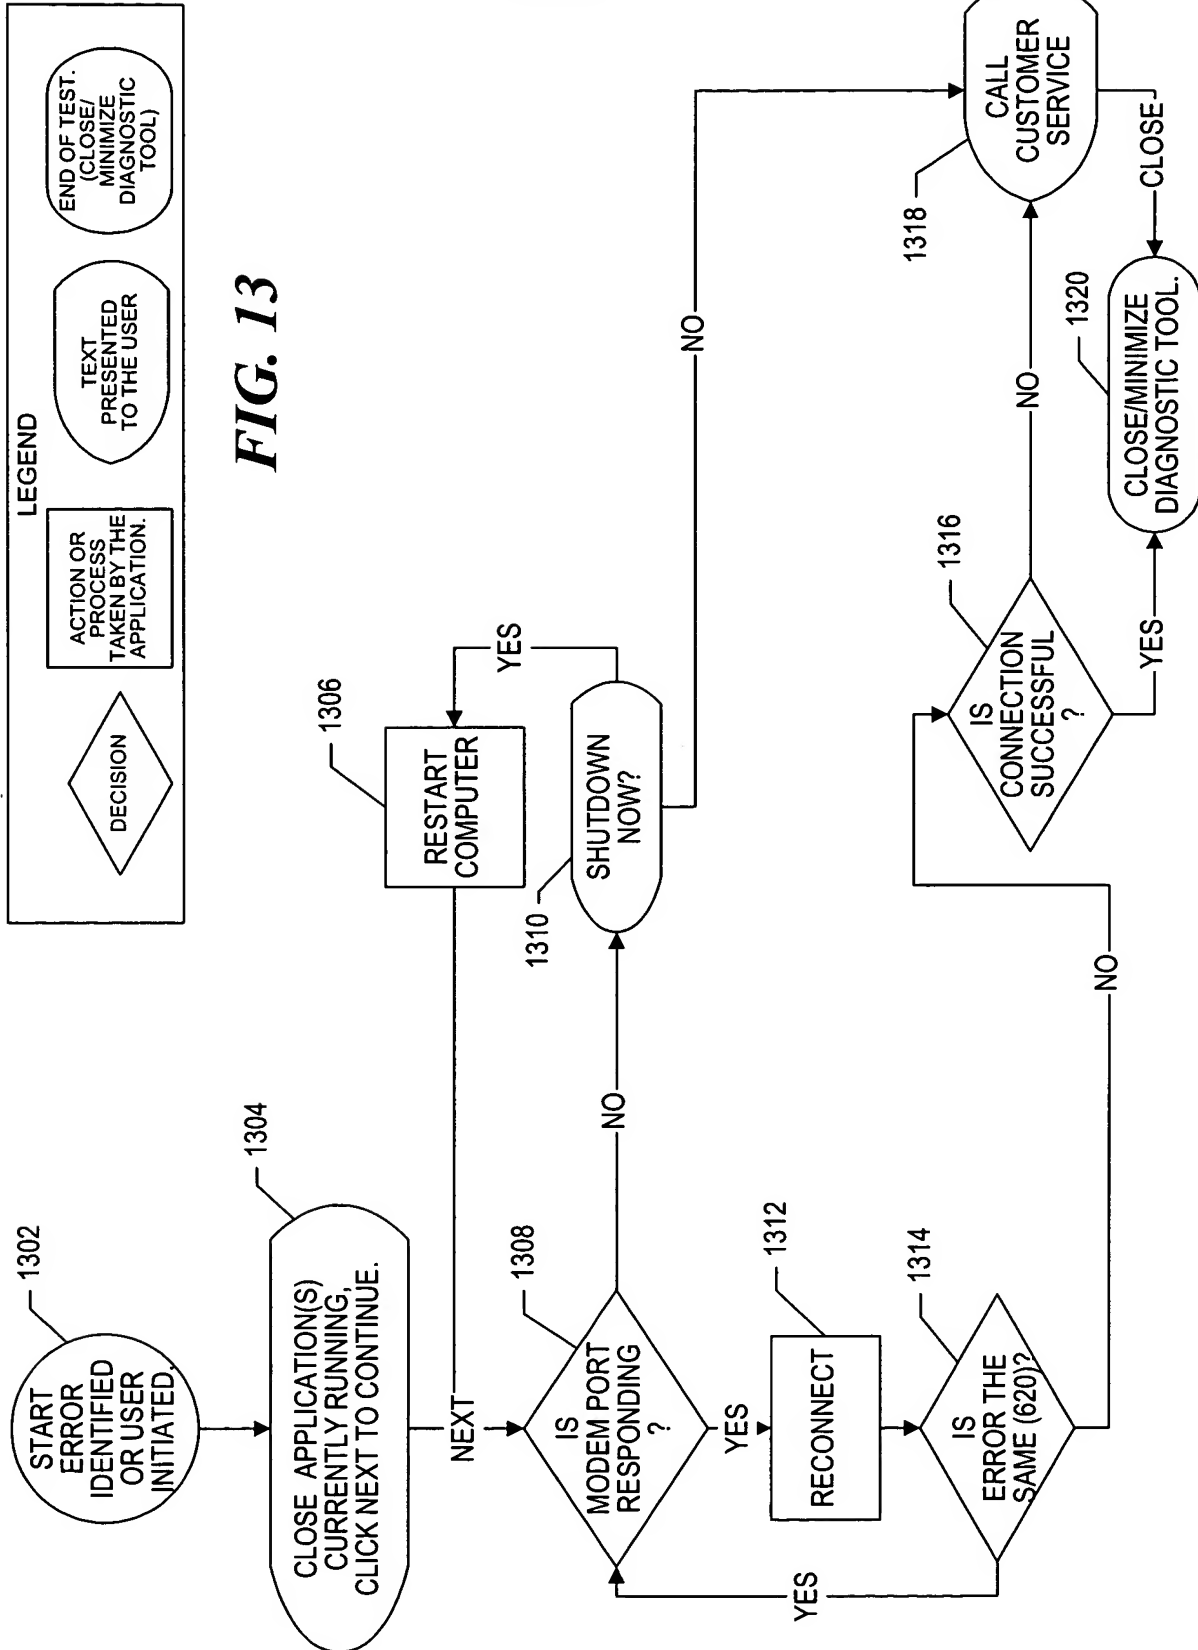 LEGEND
DECISION
ACTION OR
PROCESS
TAKEN BY THE
APPLICATION.
TEXT
PRESENTED
TO THE USER
END OF TEST.
(CLOSE/
MINIMIZE
DIAGNOSTIC
TOOL)
FIG. 13
START
ERROR
IDENTIFIED
OR USER
INITIATED.
1302
CLOSE APPLICATION(S)
CURRENTLY RUNNING,
CLICK NEXT TO CONTINUE.
1304
NEXT
RESTART
COMPUTER
1306
YES
IS
MODEM PORT
RESPONDING
?
1308
NO
SHUTDOWN
NOW?
1310
NO
YES
RECONNECT
1312
IS
ERROR THE
SAME (620)?
1314
YES
NO
IS
CONNECTION
SUCCESSFUL
?
1316
NO
YES
CALL
CUSTOMER
SERVICE
1318
CLOSE
CLOSE/MINIMIZE
DIAGNOSTIC TOOL.
1320